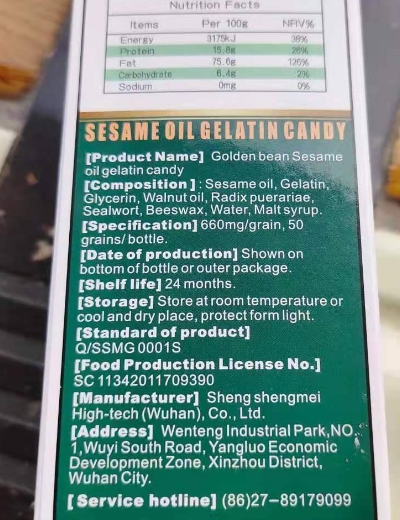 Nutrition Facts
Items Per 100g NRV%
Energy 3175kJ 38%
Protein 15.8g 26%
Fat 75.6g 126%
Carbohydrate 6.4g 2%
Sodium 0mg 0%
SESAME OIL GELATIN CANDY
[Product Name] Golden bean Sesame
oil gelatin candy
[Composition] : Sesame oil, Gelatin,
Glycerin, Walnut oil, Radix puerariae,
Sealwort, Beeswax, Water, Malt syrup.
[Specification] 660mg/grain, 50
grains/ bottle.
[Date of production] Shown on
bottom of bottle or outer package.
[Shelf life] 24 months.
[Storage] Store at room temperature or
cool and dry place, protect form light.
[Standard of product]
Q/SSMG 0001S
[Food Production License No.]
SC 11342011709390
[Manufacturer] Sheng shengmei
High-tech (Wuhan), Co., Ltd.
[Address] Wenteng Industrial Park,NO.
1,Wuyi South Road, Yangluo Economic
Development Zone, Xinzhou District,
Wuhan City.
[Service hotline] (86)27-89179099